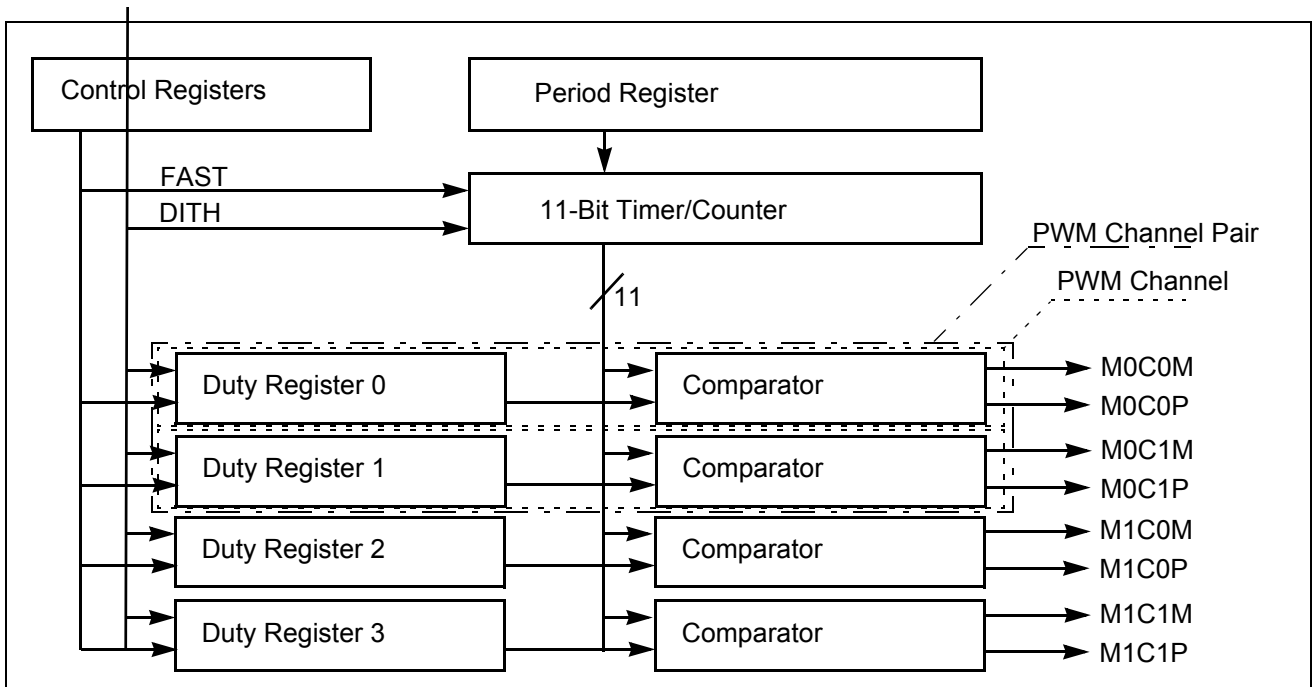 Control Registers
Period Register
FAST
DITH
11-Bit Timer/Counter
PWM Channel Pair
PWM Channel
11
Duty Register 0
Comparator
M0C0M
M0C0P
Duty Register 1
Comparator
M0C1M
M0C1P
Duty Register 2
Comparator
M1C0M
M1C0P
Duty Register 3
Comparator
M1C1M
M1C1P